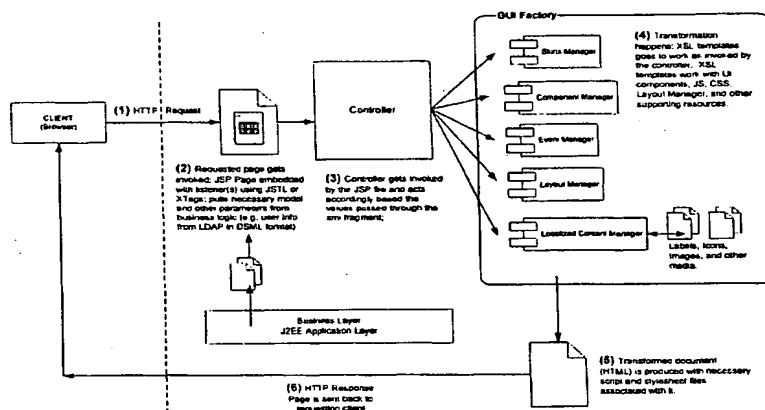 GUI Factory
(4) Transformation
happens: XSL templates
goes to work as invoked by
the controller. XSL
templates work with UI
components, JS, CSS,
Layout Manager, and other
supporting resources.
Skins Manager
Component Manager
Event Manager
Layout Manager
Localized Content Manager
Labels, Icons,
Images, and other
media.
CLIENT
(Browser)
(1) HTTP Request
Controller
(2) Requested page gets
invoked; JSP Page embedded
with listener(s) using JSTL or
XTags; pulls necessary model
and other parameters from
business logic (e.g. user info
from LDAP in DSML format)
(3) Controller gets invoked
by the JSP file and acts
accordingly based the
values passed through the
xml fragment;
Business Layer
J2EE Application Layer
(5) Transformed document
(HTML) is produced with necessary
script and stylesheet files
associated with it.
(6) HTTP Response
Page is sent back to
requesting client